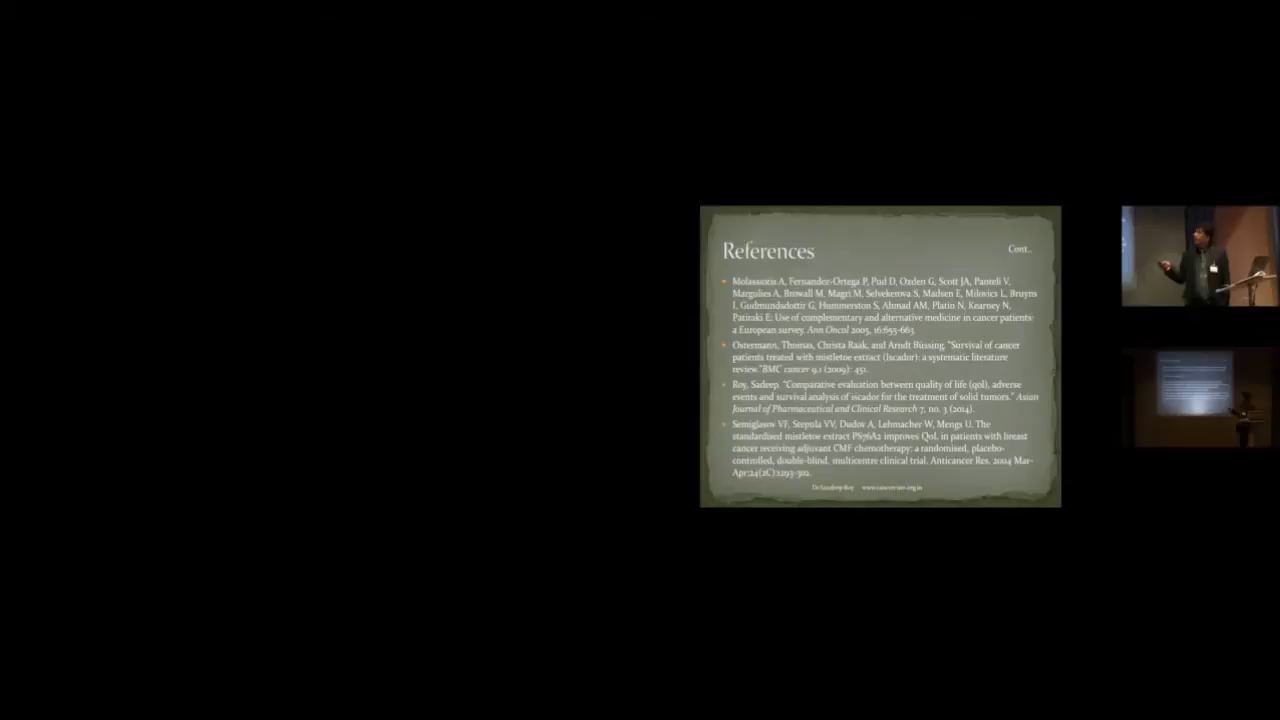 References
Cont..
Molassiotis A, Fernandez-Ortega P, Pud D, Ozden G, Scott JA, Panteli V,
Margulies A, Browall M, Magri M, Selvekerova S, Madsen E, Milovics L, Bruyns
I, Gudmundsdottir G, Hummerston S, Ahmad AM, Platin N, Kearney N,
Patiraki E: Use of complementary and alternative medicine in cancer patients:
a European survey. Ann Oncol 2005, 16:655-663.
Ostermann, Thomas, Christa Raak, and Arndt Büssing. "Survival of cancer
patients treated with mistletoe extract (Iscador): a systematic literature
review." BMC cancer 9.1 (2009): 451.
Roy, Sadeep. "Comparative evaluation between quality of life (qol), adverse
events and survival analysis of iscador for the treatment of solid tumors." Asian
Journal of Pharmaceutical and Clinical Research 7, no. 3 (2014).
Semiglasov VF, Stepula VV, Dudov A, Lehmacher W, Mengs U. The
standardised mistletoe extract PS76A2 improves QoL in patients with breast
cancer receiving adjuvant CMF chemotherapy: a randomised, placebo-
controlled, double-blind, multicentre clinical trial. Anticancer Res. 2004 Mar-
Apr;24(2C):1293-302.
Dr Sandeep Roy